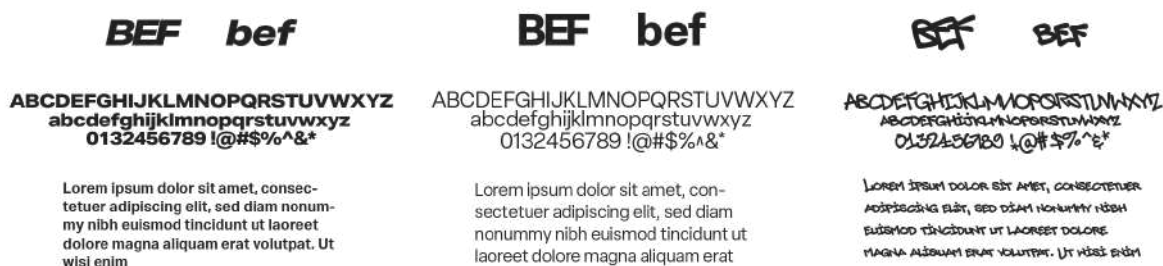 BEF bef
ABCDEFGHIJKLMNOPQRSTUVWXYZ
abcdefghijklmnopqrstuvwxyz
0132456789 !@#$%^&*
Lorem ipsum dolor sit amet, consec-
tetuer adipiscing elit, sed diam nonum-
my nibh euismod tincidunt ut laoreet
dolore magna aliquam erat volutpat. Ut
wisi enim
BEF bef
ABCDEFGHIJKLMNOPQRSTUVWXYZ
abcdefghijklmnopqrstuvwxyz
0132456789 !@#$%^&*
Lorem ipsum dolor sit amet, con-
sectetuer adipiscing elit, sed diam
nonummy nibh euismod tincidunt ut
laoreet dolore magna aliquam erat
BEF BEF
ABCDEFGHIJKLMNOPQRSTUVWXYZ
ABCDEFGHIJKLMNOPQRSTUVWXYZ
0132456789 !@#$%^&*
LOREM IPSUM DOLOR SIT AMET, CONSECTETUER
ADIPISCING ELIT, SED DIAM NONUMMY NIBH
EUISMOD TINCIDUNT UT LAOREET DOLORE
MAGNA ALIQUAM ERAT VOLUTPAT. UT WISI ENIM